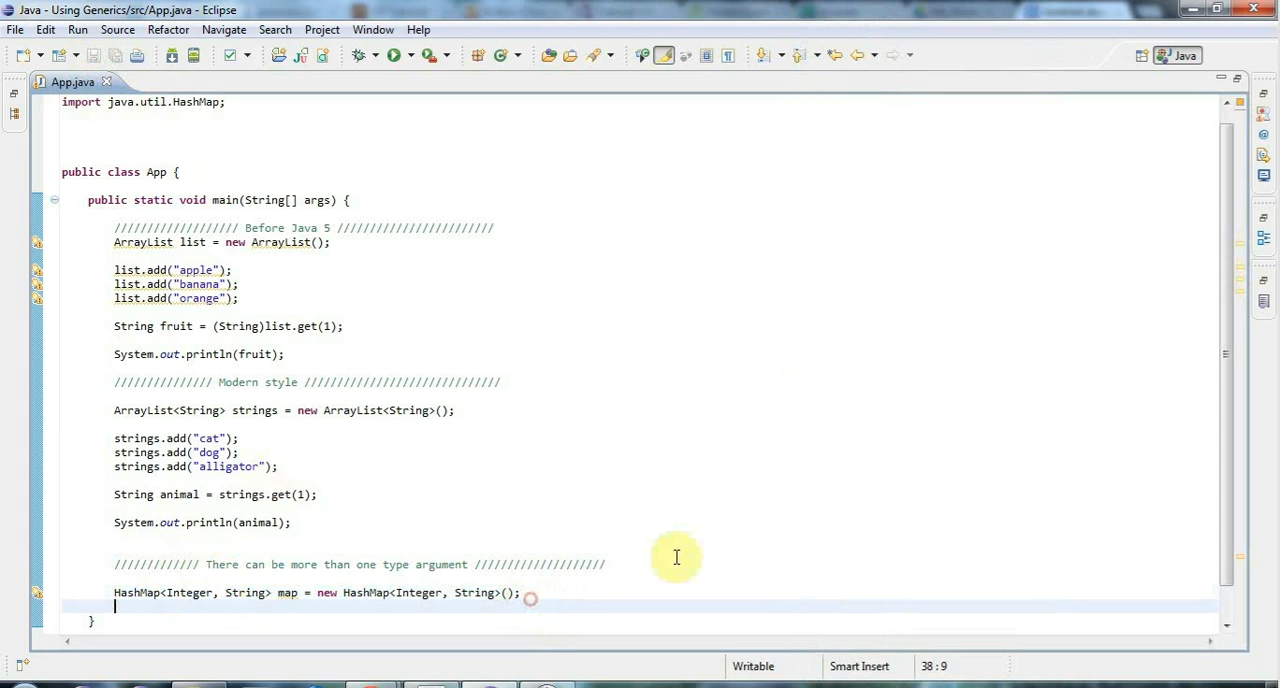 Java - Using Generics/src/App.java - Eclipse
File Edit Run Source Refactor Navigate Search Project Window Help
Java
App.java
import java.util.HashMap;
public class App {
public static void main(String[] args) {
/////////////////// Before Java 5 ////////////////////////
ArrayList list = new ArrayList();
list.add("apple");
list.add("banana");
list.add("orange");
String fruit = (String)list.get(1);
System.out.println(fruit);
/////////////// Modern style //////////////////////////////
ArrayList<String> strings = new ArrayList<String>();
strings.add("cat");
strings.add("dog");
strings.add("alligator");
String animal = strings.get(1);
System.out.println(animal);
///////////// There can be more than one type argument ////////////////////
HashMap<Integer, String> map = new HashMap<Integer, String>();
}
Writable Smart Insert 38 : 9